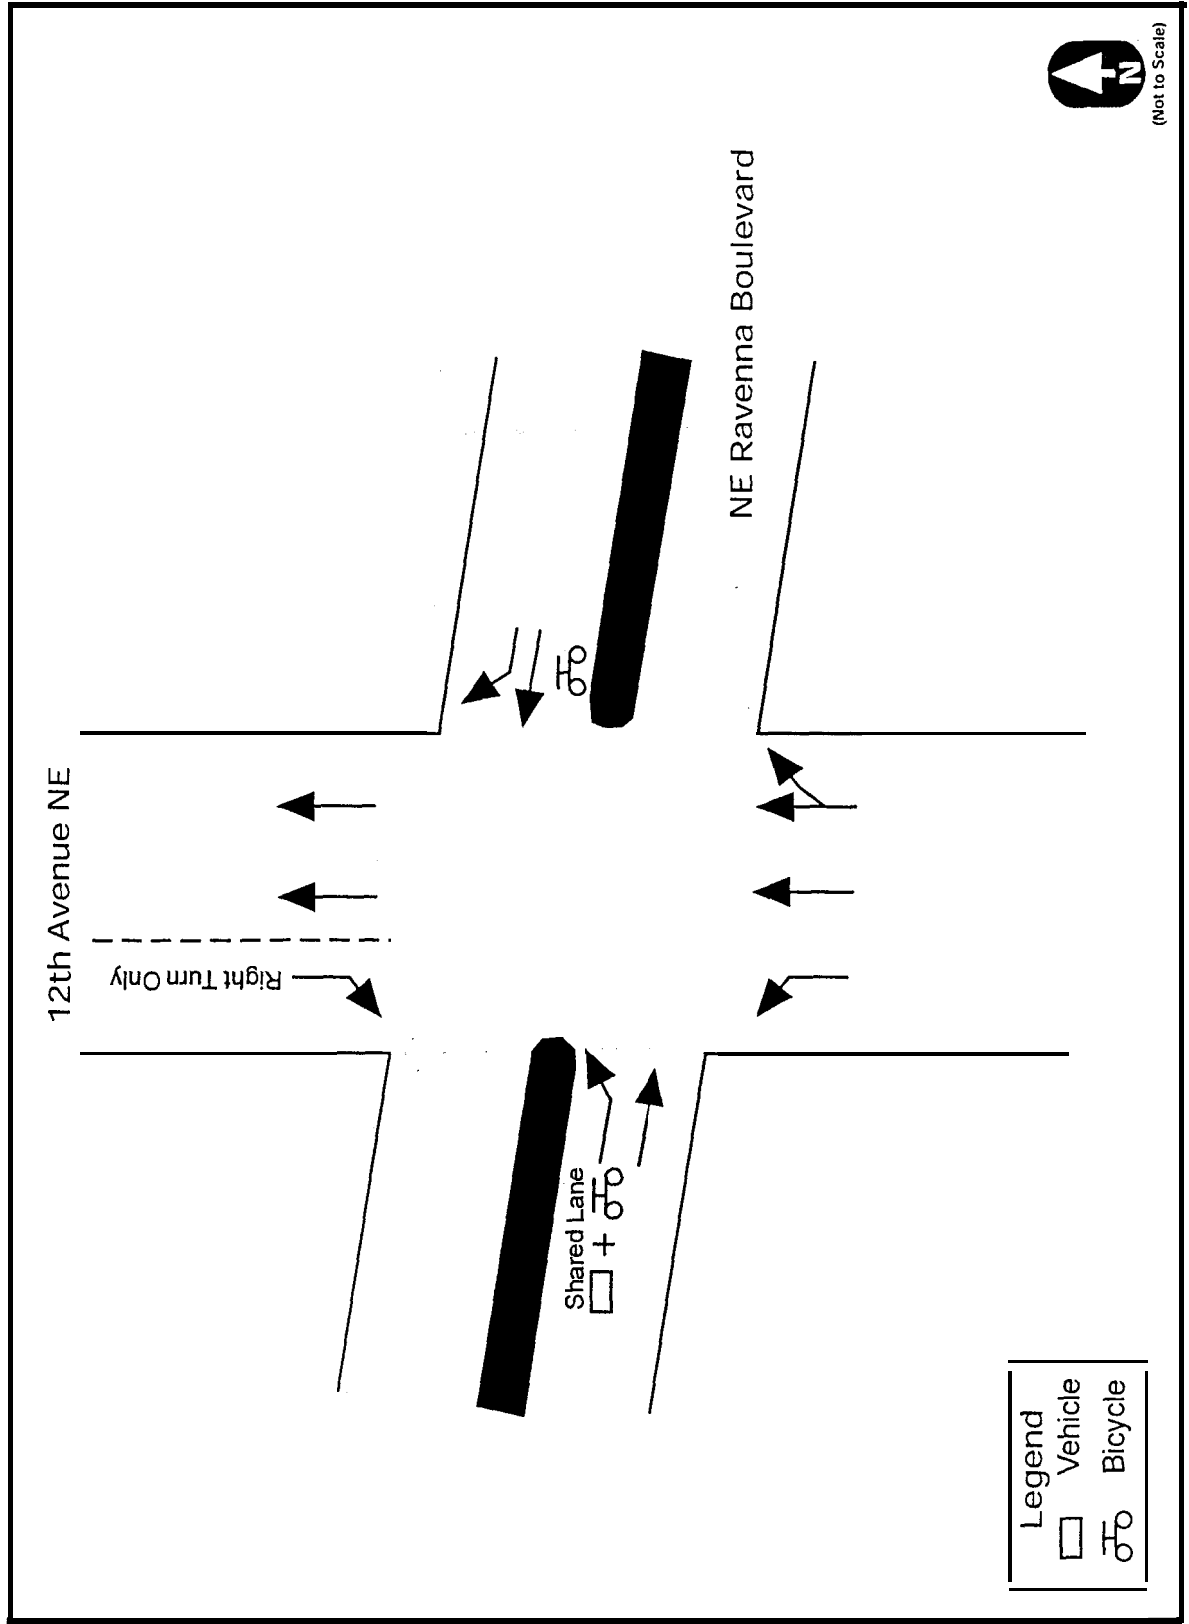 12th Avenue NE
Right Turn Only
NE Ravenna Boulevard
Shared Lane
+
N
(Not to Scale)
Legend
Vehicle
Bicycle